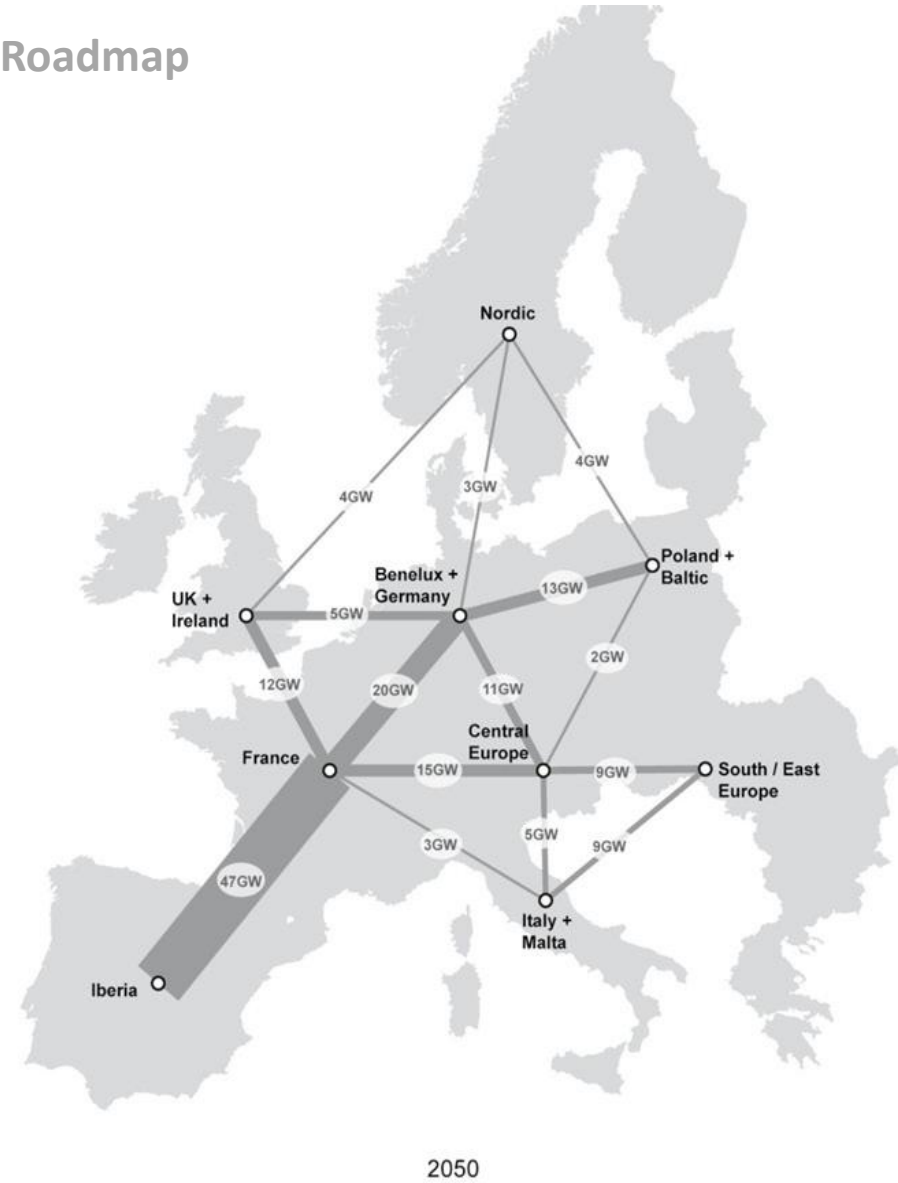 Roadmap
Nordic
4GW
3GW
4GW
Poland +
Baltic
Benelux +
Germany
13GW
UK +
Ireland
5GW
2GW
12GW
20GW
11GW
Central
Europe
France
15GW
9GW
South / East
Europe
3GW
5GW
9GW
47GW
Italy +
Malta
Iberia
2050